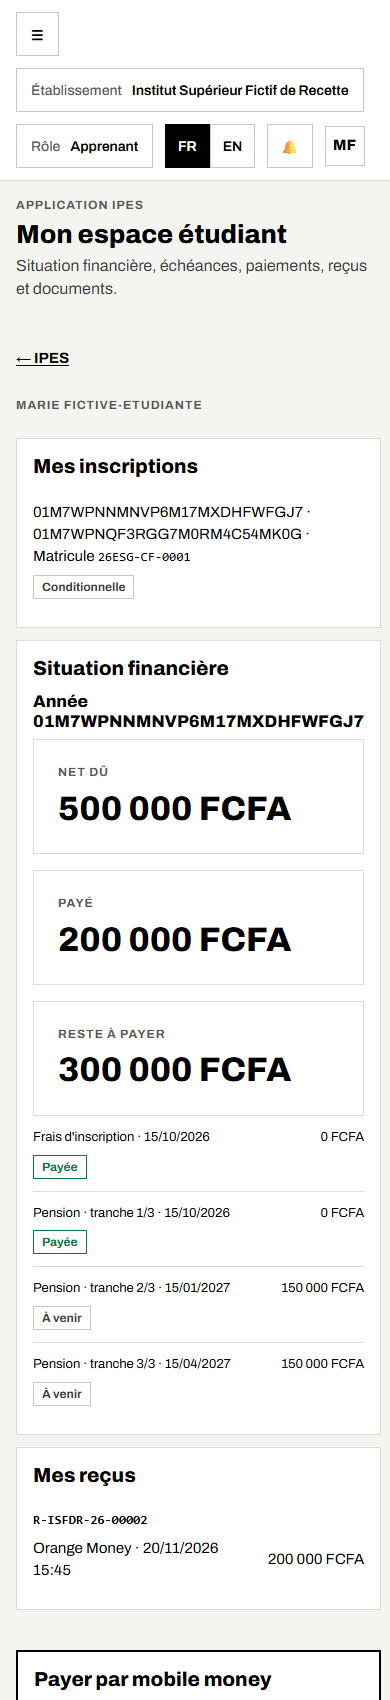 ☰
Établissement Institut Supérieur Fictif de Recette
Rôle Apprenant FR EN 🔔 MF
APPLICATION IPES
Mon espace étudiant
Situation financière, échéances, paiements, reçus
et documents.
← IPES
MARIE FICTIVE-ETUDIANTE
Mes inscriptions
01M7WPNNMNVP6M17MXDHFWFGJ7 ·
01M7WPNQF3RGG7M0RM4C54MK0G ·
Matricule 26ESG-CF-0001
Conditionnelle
Situation financière
Année
01M7WPNNMNVP6M17MXDHFWFGJ7
NET DÛ
500 000 FCFA
PAYÉ
200 000 FCFA
RESTE À PAYER
300 000 FCFA
Frais d'inscription · 15/10/2026 0 FCFA
Payée
Pension · tranche 1/3 · 15/10/2026 0 FCFA
Payée
Pension · tranche 2/3 · 15/01/2027 150 000 FCFA
À venir
Pension · tranche 3/3 · 15/04/2027 150 000 FCFA
À venir
Mes reçus
R-ISFDR-26-00002
Orange Money · 20/11/2026
15:45 200 000 FCFA
Payer par mobile money